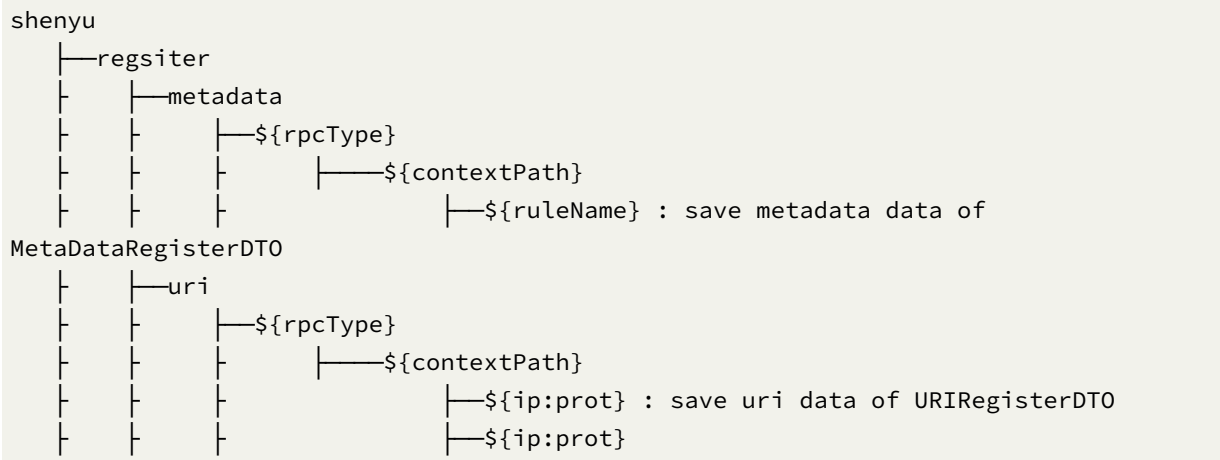 shenyu
   ├──regsiter
   ├    ├──metadata
   ├    ├     ├──${rpcType}
   ├    ├     ├      ├────${contextPath}
   ├    ├     ├               ├──${ruleName} : save metadata data of
MetaDataRegisterDTO
   ├    ├──uri
   ├    ├     ├──${rpcType}
   ├    ├     ├      ├────${contextPath}
   ├    ├     ├               ├──${ip:prot} : save uri data of URIRegisterDTO
   ├    ├     ├               ├──${ip:prot}